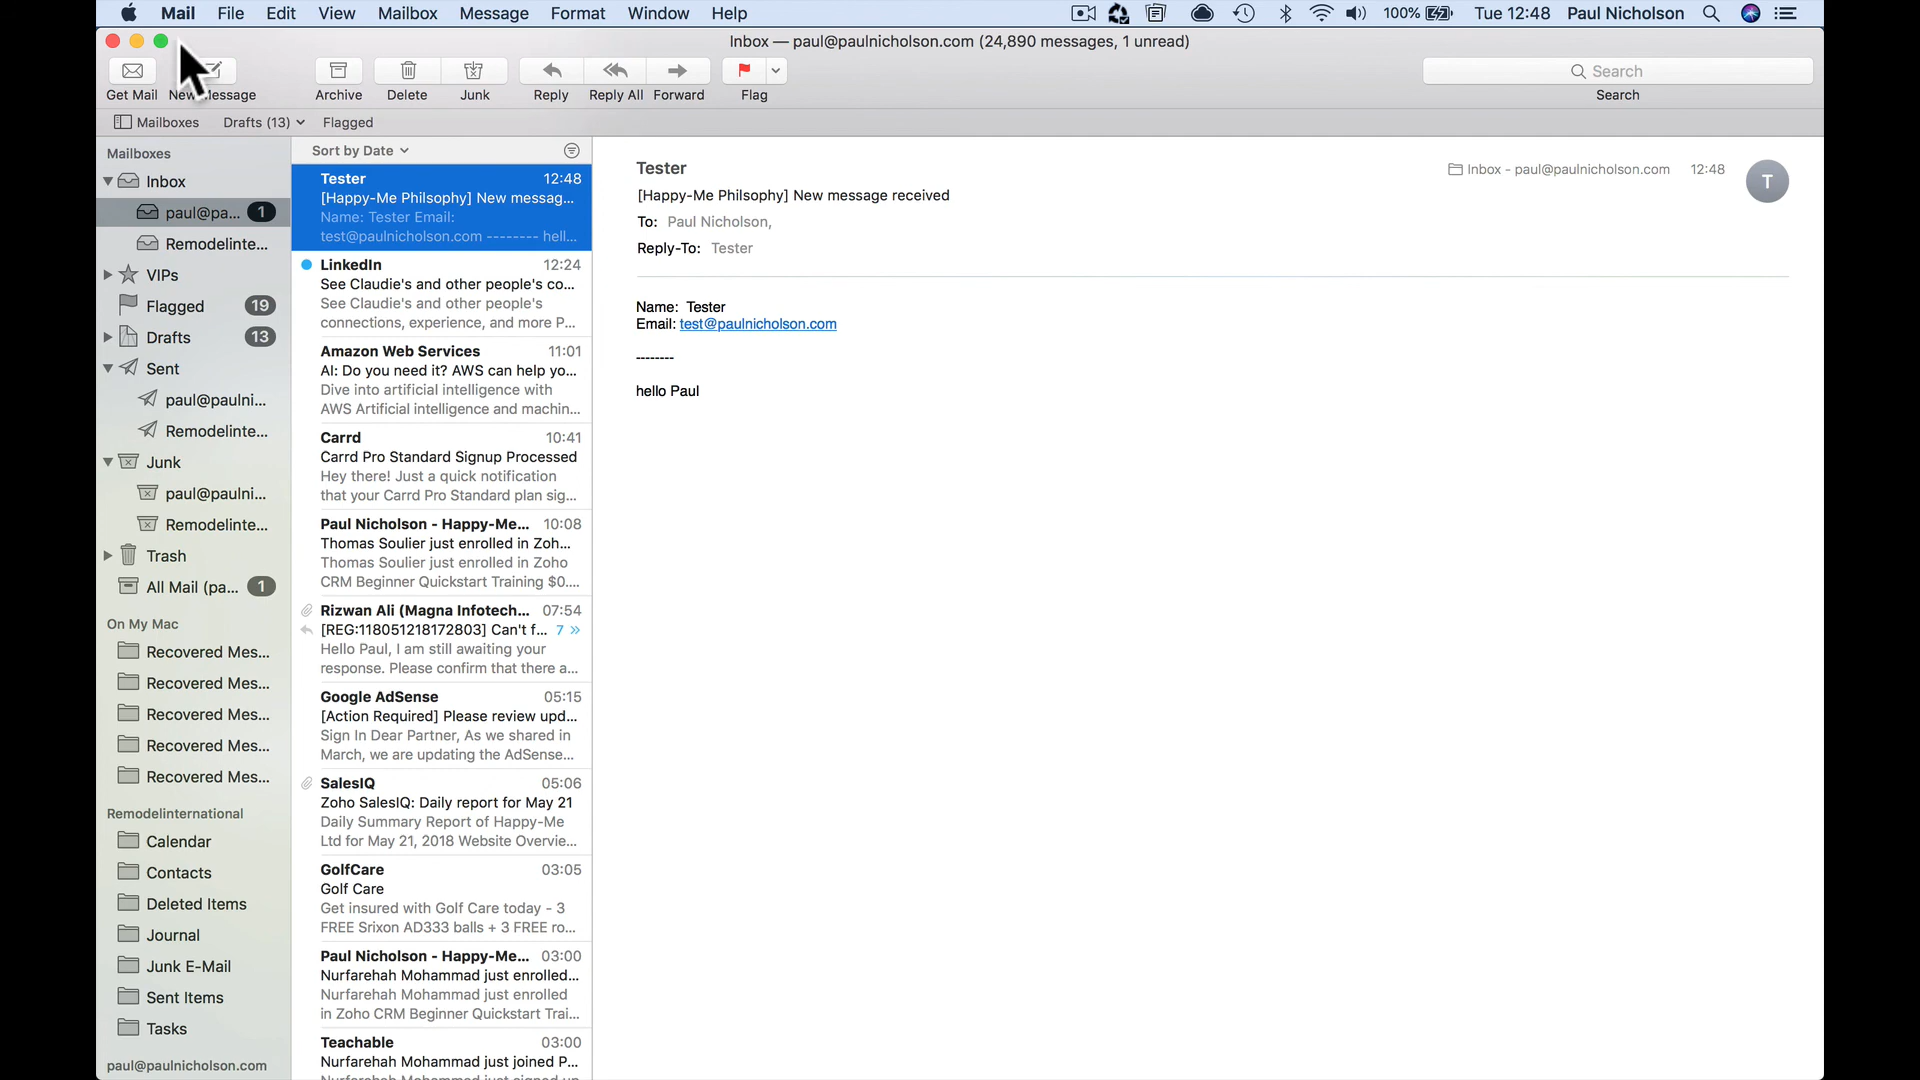 Mail File Edit View Mailbox Message Format Window Help 100% Tue 12:48 Paul Nicholson
Inbox — paul@paulnicholson.com (24,890 messages, 1 unread)
Search
Get Mail Archive Delete Junk Reply Reply All Forward Flag Search
Mailboxes Drafts (13) Flagged
Mailboxes
Inbox
paul@pa... 1
Remodelinte...
VIPs
Flagged 19
Drafts 13
Sent
paul@paulni...
Remodelinte...
Junk
paul@paulni...
Remodelinte...
Trash
All Mail (pa... 1
On My Mac
Recovered Mes...
Recovered Mes...
Recovered Mes...
Recovered Mes...
Recovered Mes...
Remodelinternational
Calendar
Contacts
Deleted Items
Journal
Junk E-Mail
Sent Items
Tasks
paul@paulnicholson.com
Sort by Date
Tester 12:48
[Happy-Me Philsophy] New messag...
Name: Tester Email:
test@paulnicholson.com -------- hell...
LinkedIn 12:24
See Claudie's and other people's co...
See Claudie's and other people's
connections, experience, and more P...
Amazon Web Services 11:01
AI: Do you need it? AWS can help yo...
Dive into artificial intelligence with
AWS Artificial intelligence and machin...
Carrd 10:41
Carrd Pro Standard Signup Processed
Hey there! Just a quick notification
that your Carrd Pro Standard plan sig...
Paul Nicholson - Happy-Me... 10:08
Thomas Soulier just enrolled in Zoh...
Thomas Soulier just enrolled in Zoho
CRM Beginner Quickstart Training $0....
Rizwan Ali (Magna Infotech... 07:54
[REG:118051218172803] Can't f... 7 »
Hello Paul, I am still awaiting your
response. Please confirm that there a...
Google AdSense 05:15
[Action Required] Please review upd...
Sign In Dear Partner, As we shared in
March, we are updating the AdSense...
SalesIQ 05:06
Zoho SalesIQ: Daily report for May 21
Daily Summary Report of Happy-Me
Ltd for May 21, 2018 Website Overvie...
GolfCare 03:05
Golf Care
Get insured with Golf Care today - 3
FREE Srixon AD333 balls + 3 FREE ro...
Paul Nicholson - Happy-Me... 03:00
Nurfarehah Mohammad just enrolled...
Nurfarehah Mohammad just enrolled
in Zoho CRM Beginner Quickstart Trai...
Teachable 03:00
Nurfarehah Mohammad just joined P...
Tester Inbox - paul@paulnicholson.com 12:48
T
[Happy-Me Philsophy] New message received
To: Paul Nicholson,
Reply-To: Tester
Name: Tester
Email: test@paulnicholson.com
--------
hello Paul